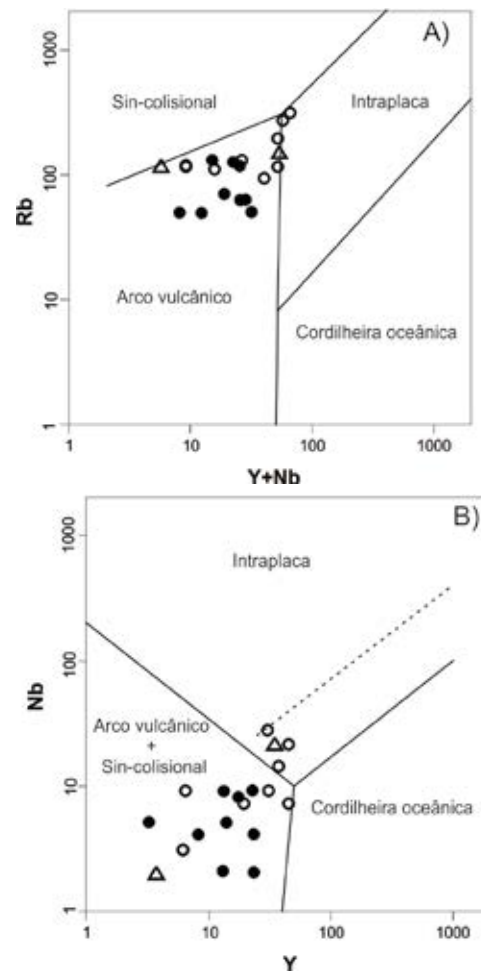 A)
1000
Sin-colisional
Intraplaca
100
Rb
Arco vulcânico
10
Cordilheira oceânica
1
1
10
100
1000
Y+Nb
B)
1000
Intraplaca
100
Nb
Arco vulcânico
+
Sin-colisional
10
Cordilheira oceânica
1
1
10
100
1000
Y